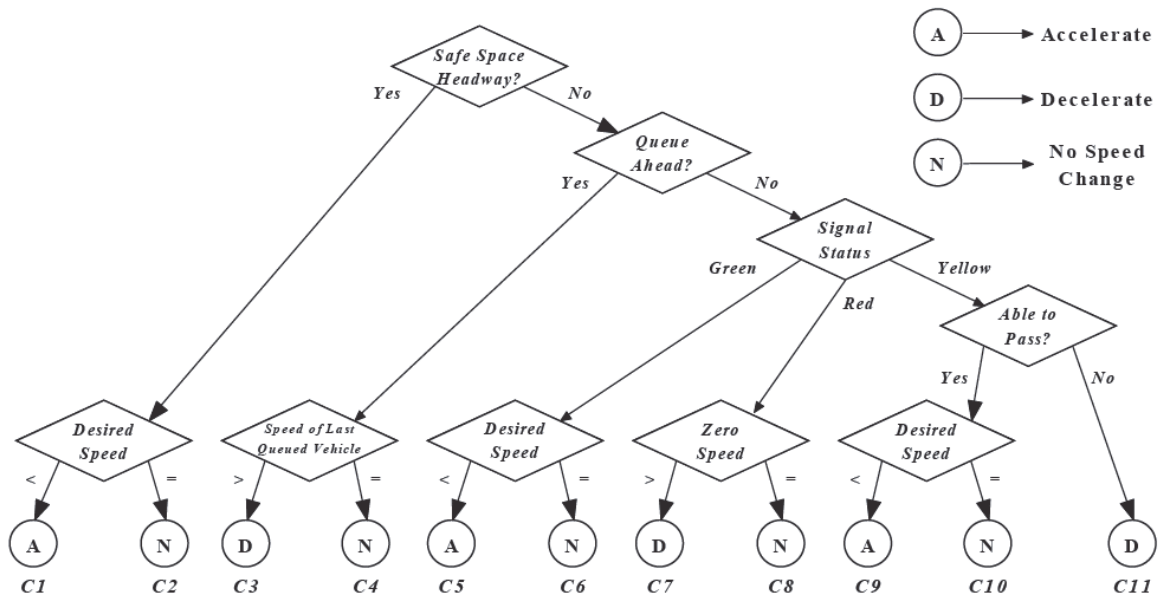 A
Accelerate
Safe Space
Headway?
Yes
No
D
Decelerate
Queue
Ahead?
N
No Speed
Change
Yes
No
Signal
Status
Green
Yellow
Red
Able to
Pass?
Yes
No
Desired
Speed
Speed of Last
Queued Vehicle
Desired
Speed
Zero
Speed
Desired
Speed
<
=
>
=
<
=
>
=
<
=
A
N
D
N
A
N
D
N
A
N
D
C1
C2
C3
C4
C5
C6
C7
C8
C9
C10
C11